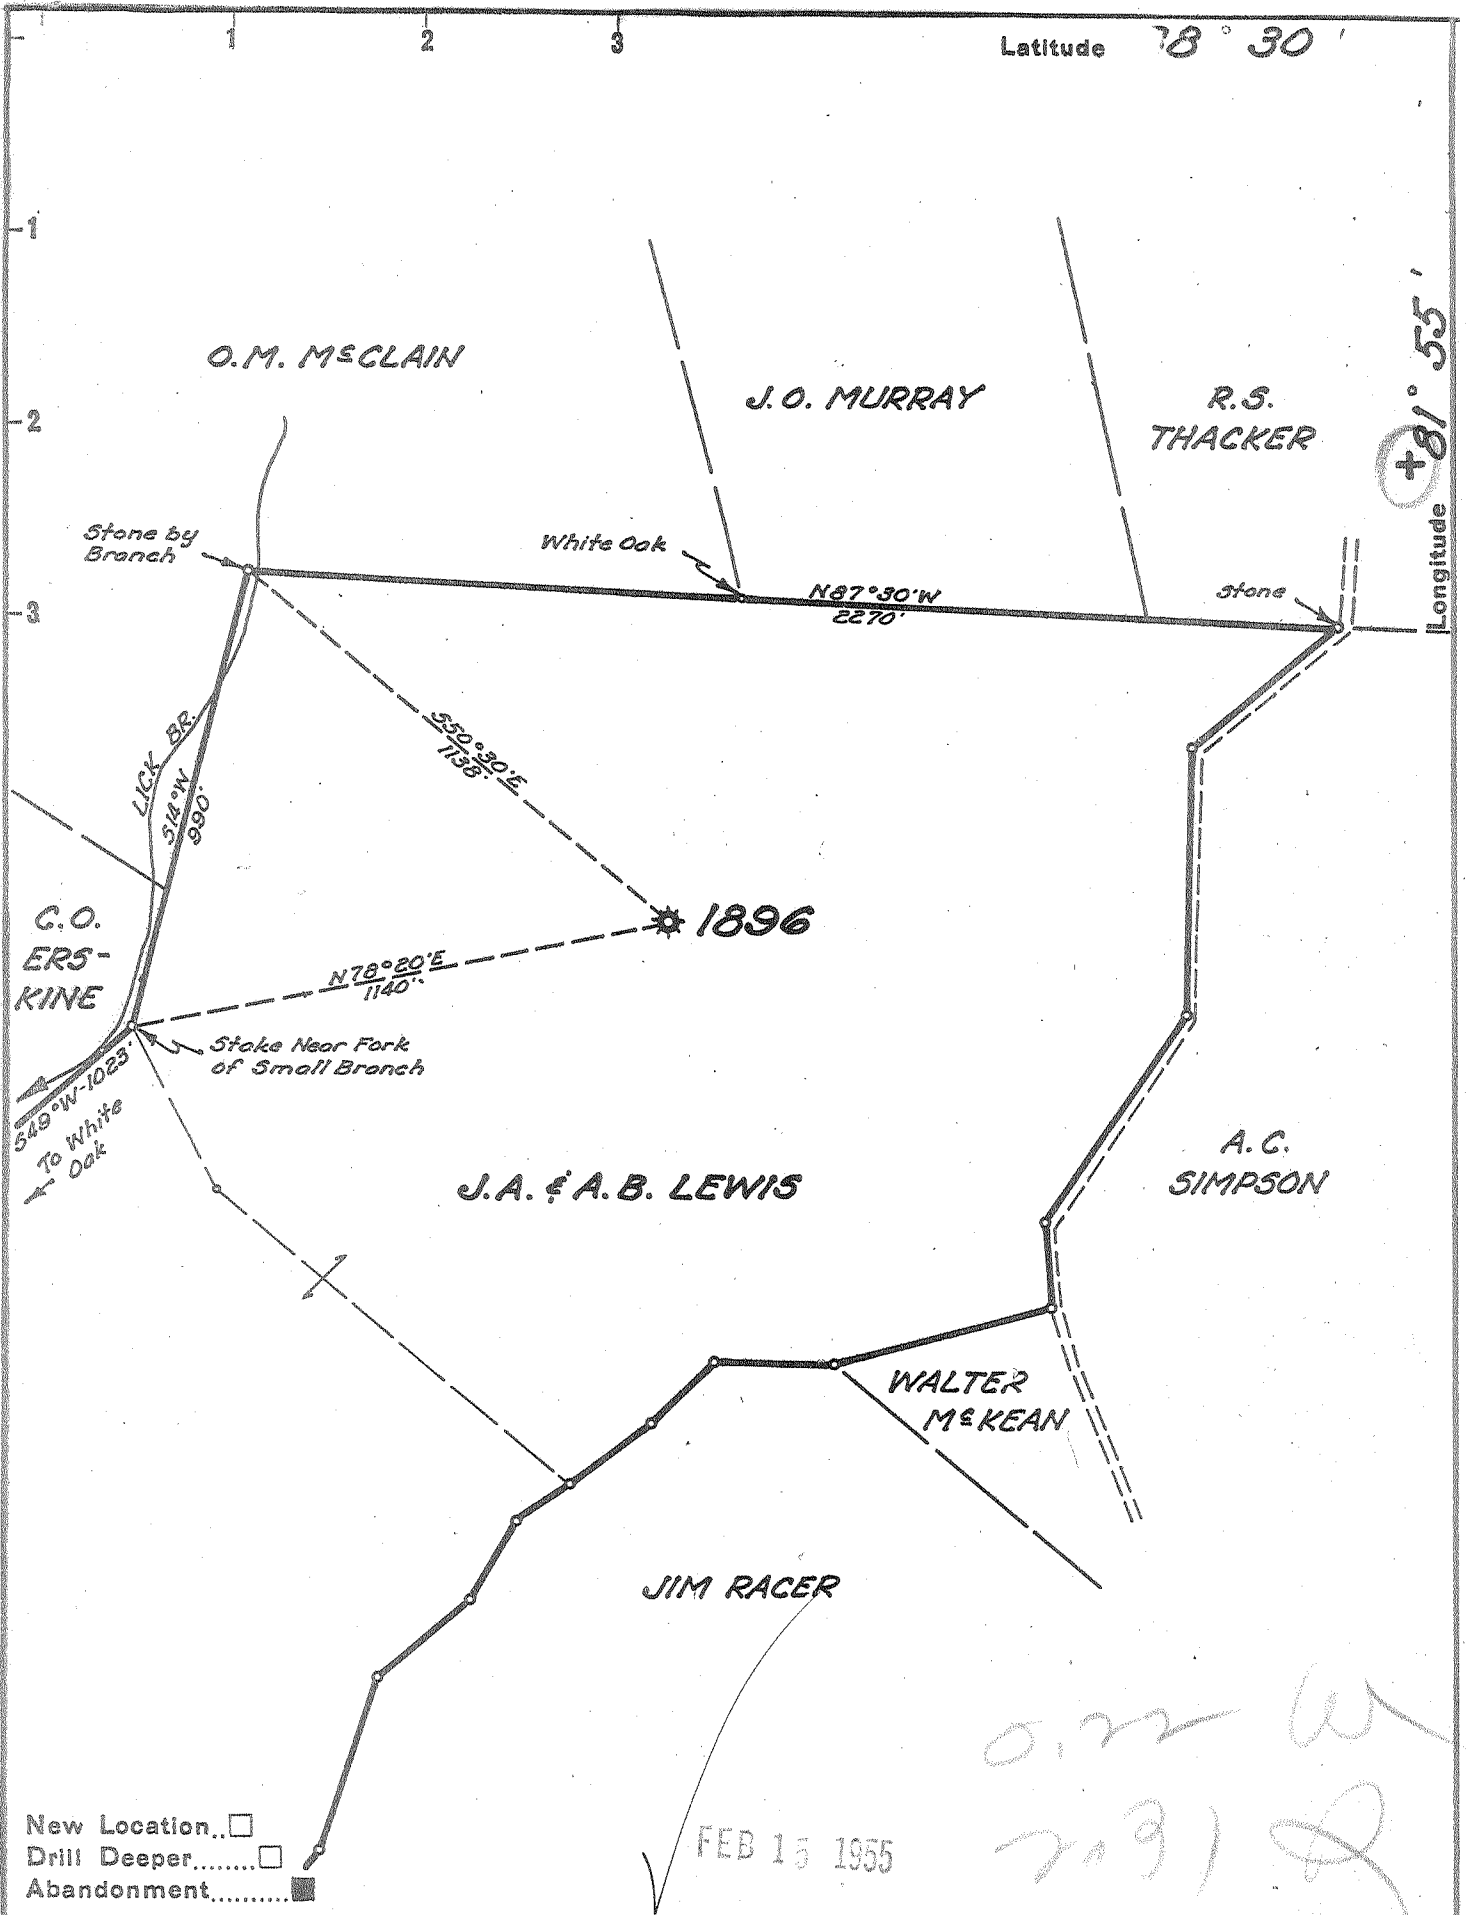 1 2 3
Latitude 38° 30'
1
O.M. McCLAIN
J.O. MURRAY
R.S.
THACKER
Longitude 81° 55'
+
2
Stone by
Branch
White Oak
N87°30'W
2270'
Stone
3
LICK BR.
S14°W
990'
S50°30'E
1138'
C.O.
ERS-
KINE
1896
N78°20'E
1140'
Stake Near Fork
of Small Branch
S49°W-1023'
To White
Oak
J.A. & A.B. LEWIS
A.C.
SIMPSON
WALTER
McKEAN
JIM RACER
New Location..
Drill Deeper........
Abandonment..........
FEB 15 1955